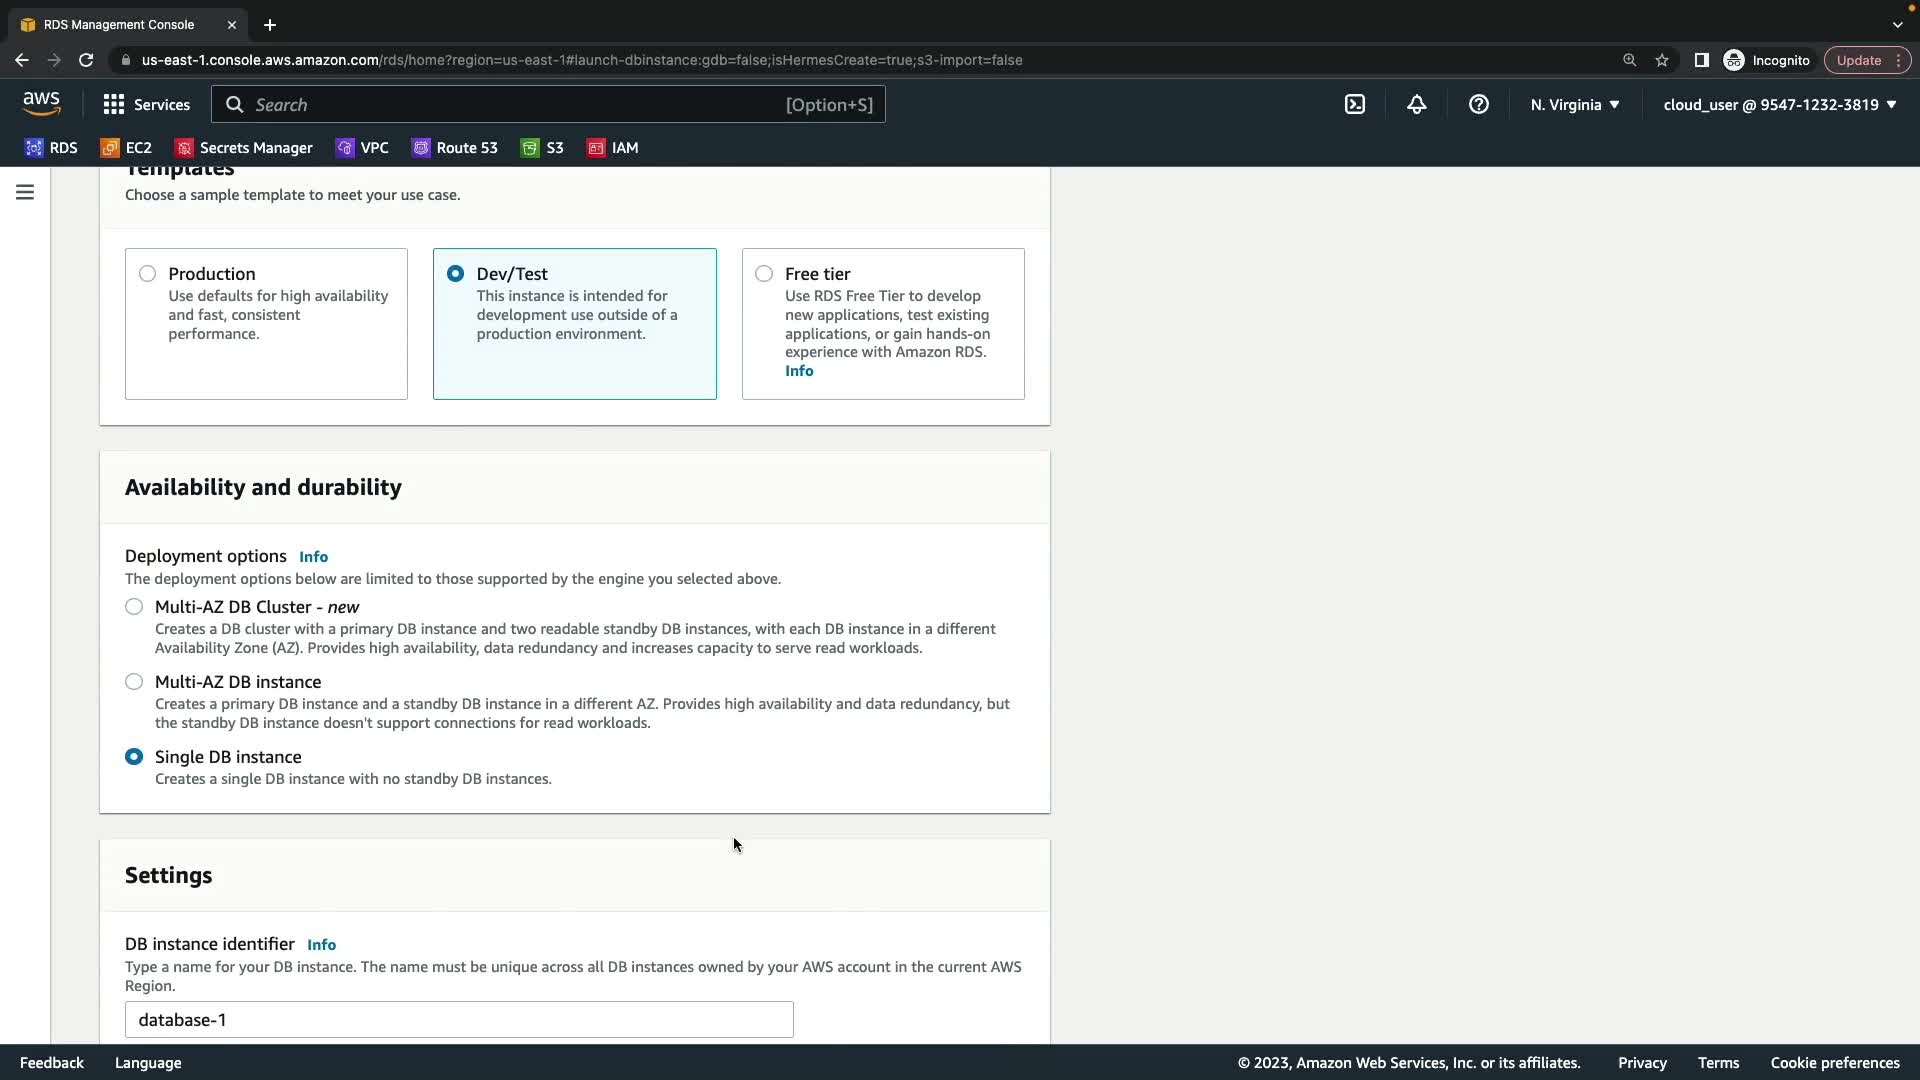 RDS Management Console
us-east-1.console.aws.amazon.com/rds/home?region=us-east-1#launch-dbinstance:gdb=false;isHermesCreate=true;s3-import=false
Incognito
Update
aws
Services
Search
[Option+S]
N. Virginia
cloud_user @ 9547-1232-3819
RDS
EC2
Secrets Manager
VPC
Route 53
S3
IAM
Templates
Choose a sample template to meet your use case.
Production
Use defaults for high availability
and fast, consistent
performance.
Dev/Test
This instance is intended for
development use outside of a
production environment.
Free tier
Use RDS Free Tier to develop
new applications, test existing
applications, or gain hands-on
experience with Amazon RDS.
Info
Availability and durability
Deployment options Info
The deployment options below are limited to those supported by the engine you selected above.
Multi-AZ DB Cluster - new
Creates a DB cluster with a primary DB instance and two readable standby DB instances, with each DB instance in a different
Availability Zone (AZ). Provides high availability, data redundancy and increases capacity to serve read workloads.
Multi-AZ DB instance
Creates a primary DB instance and a standby DB instance in a different AZ. Provides high availability and data redundancy, but
the standby DB instance doesn't support connections for read workloads.
Single DB instance
Creates a single DB instance with no standby DB instances.
Settings
DB instance identifier Info
Type a name for your DB instance. The name must be unique across all DB instances owned by your AWS account in the current AWS
Region.
database-1
Feedback
Language
© 2023, Amazon Web Services, Inc. or its affiliates.
Privacy
Terms
Cookie preferences